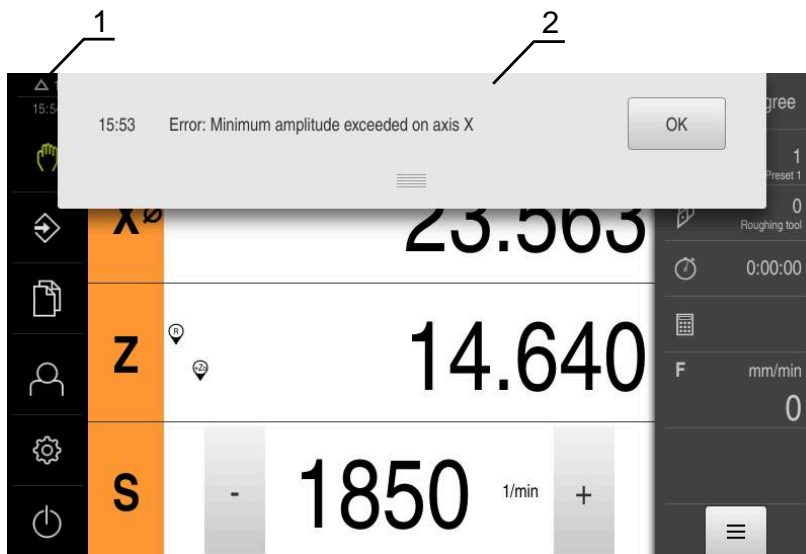 1
2
15:53 Error: Minimum amplitude exceeded on axis X OK
1
Preset 1
X Ø 23.563
0
Roughing tool
0:00:00
Z R 14.640
F mm/min
0
S - 1850 1/min +